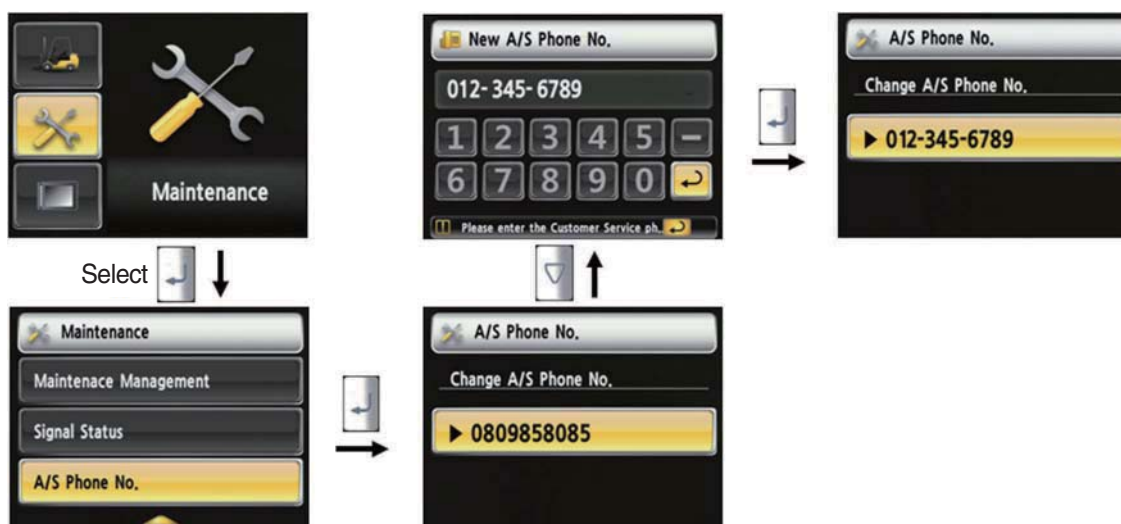 Maintenance
Select
Maintenance
Maintenace Management
Signal Status
A/S Phone No.
A/S Phone No.
Change A/S Phone No.
0809858085
New A/S Phone No.
012-345-6789
1 2 3 4 5 –
6 7 8 9 0
Please enter the Customer Service ph.
A/S Phone No.
Change A/S Phone No.
012-345-6789